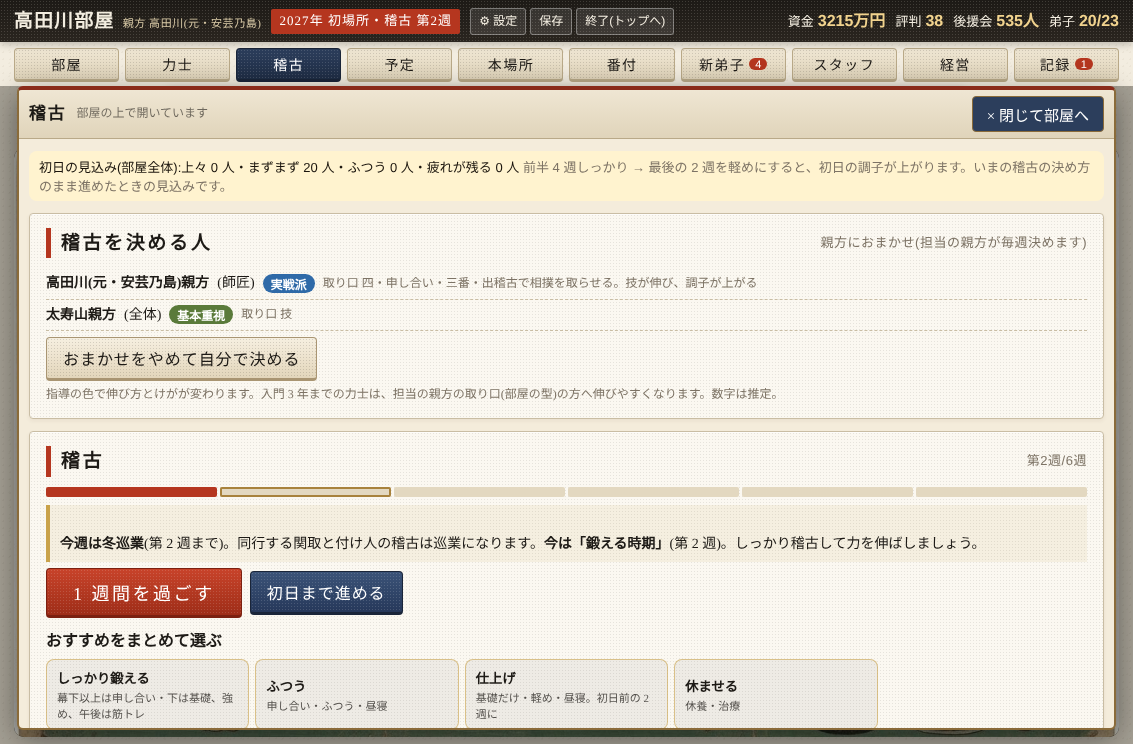 高田川部屋 親方 高田川(元・安芸乃島) 2027年 初場所・稽古 第2週 ⚙ 設定 保存 終了(トップへ) 資金 3215万円 評判 38 後援会 535人 弟子 20/23
部屋 力士 稽古 予定 本場所 番付 新弟子 4 スタッフ 経営 記録 1
稽古 部屋の上で開いています × 閉じて部屋へ
初日の見込み(部屋全体):上々 0 人・まずまず 20 人・ふつう 0 人・疲れが残る 0 人 前半 4 週しっかり → 最後の 2 週を軽めにすると、初日の調子が上がります。いまの稽古の決め方
のまま進めたときの見込みです。
稽古を決める人 親方におまかせ(担当の親方が毎週決めます)
高田川(元・安芸乃島)親方 (師匠) 実戦派 取り口 四・申し合い・三番・出稽古で相撲を取らせる。技が伸び、調子が上がる
太寿山親方 (全体) 基本重視 取り口 技
おまかせをやめて自分で決める
指導の色で伸び方とけがが変わります。入門 3 年までの力士は、担当の親方の取り口(部屋の型)の方へ伸びやすくなります。数字は推定。
稽古 第2週/6週
今週は冬巡業(第 2 週まで)。同行する関取と付け人の稽古は巡業になります。今は「鍛える時期」(第 2 週)。しっかり稽古して力を伸ばしましょう。
1 週間を過ごす 初日まで進める
おすすめをまとめて選ぶ
しっかり鍛える
幕下以上は申し合い・下は基礎、強
め、午後は筋トレ
ふつう
申し合い・ふつう・昼寝
仕上げ
基礎だけ・軽め・昼寝。初日前の 2
週に
休ませる
休養・治療